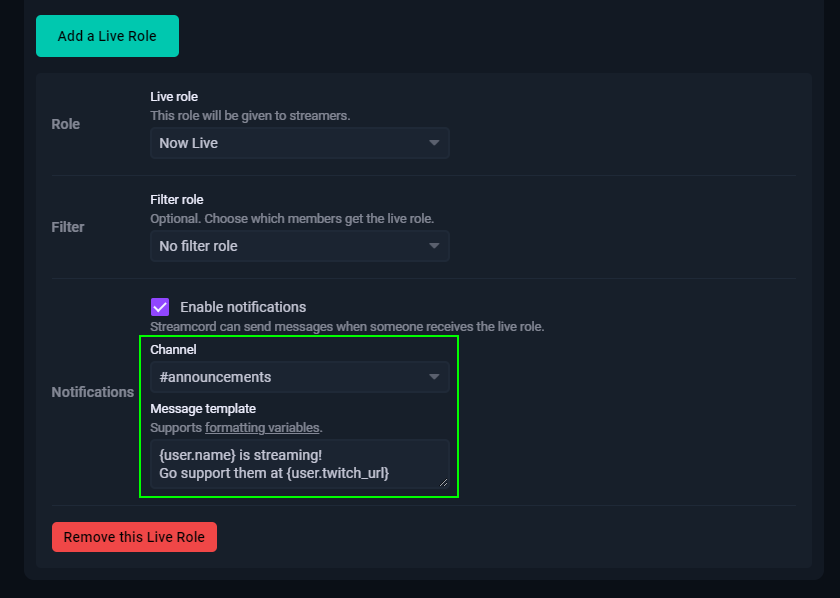 Add a Live Role
Live role
This role will be given to streamers.
Role
Now Live
Filter role
Optional. Choose which members get the live role.
Filter
No filter role
Enable notifications
Streamcord can send messages when someone receives the live role.
Channel
#announcements
Notifications
Message template
Supports formatting variables.
{user.name} is streaming!
Go support them at {user.twitch_url}
Remove this Live Role